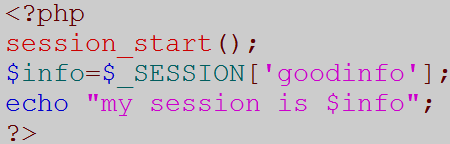 <?php
session_start();
$info=$_SESSION['goodinfo'];
echo "my session is $info";
?>